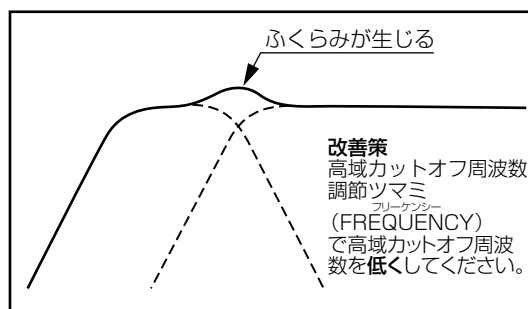 ふくらみが生じる
改善策
高域カットオフ周波数
調節ツマミ
フリーケンシー
(FREQUENCY)
で高域カットオフ周波
数を低くしてください。